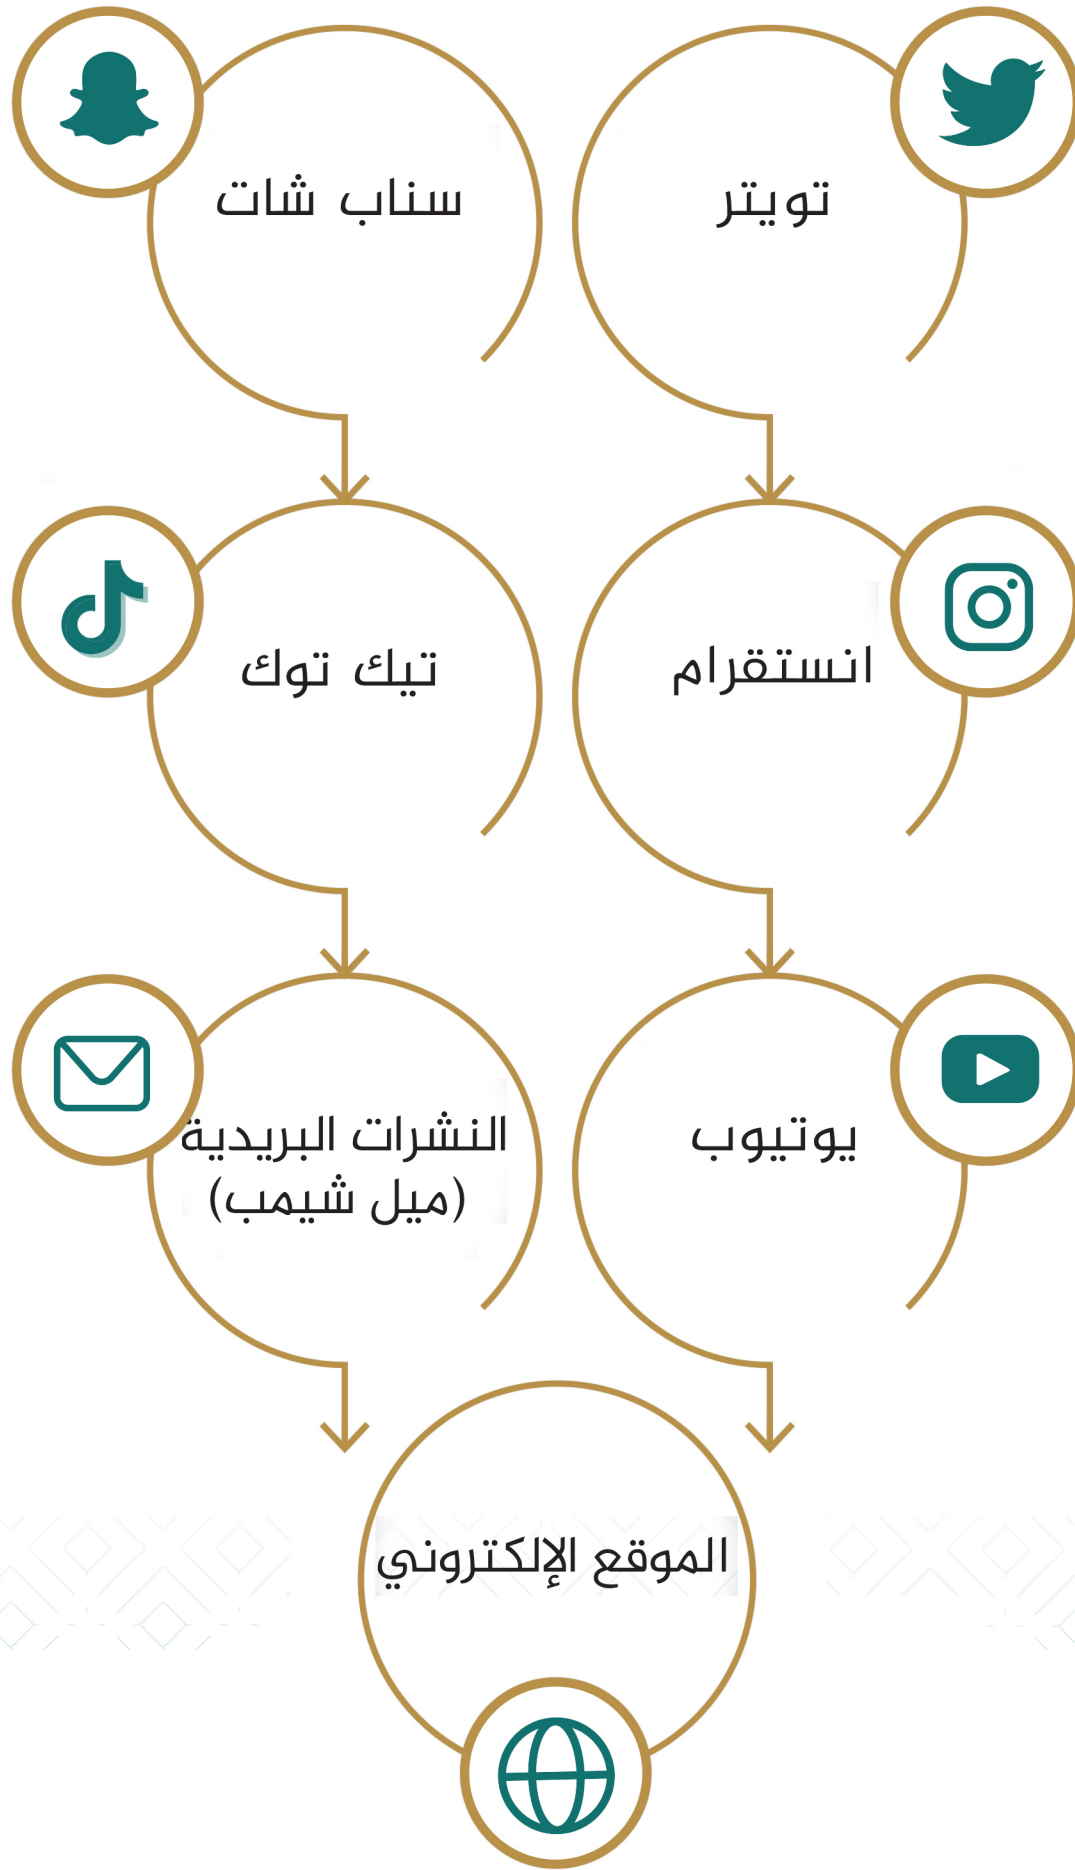 تويتر
سناب شات
انستقرام
تيك توك
يوتيوب
النشرات البريدية
(ميل شيمب)
الموقع الإلكتروني